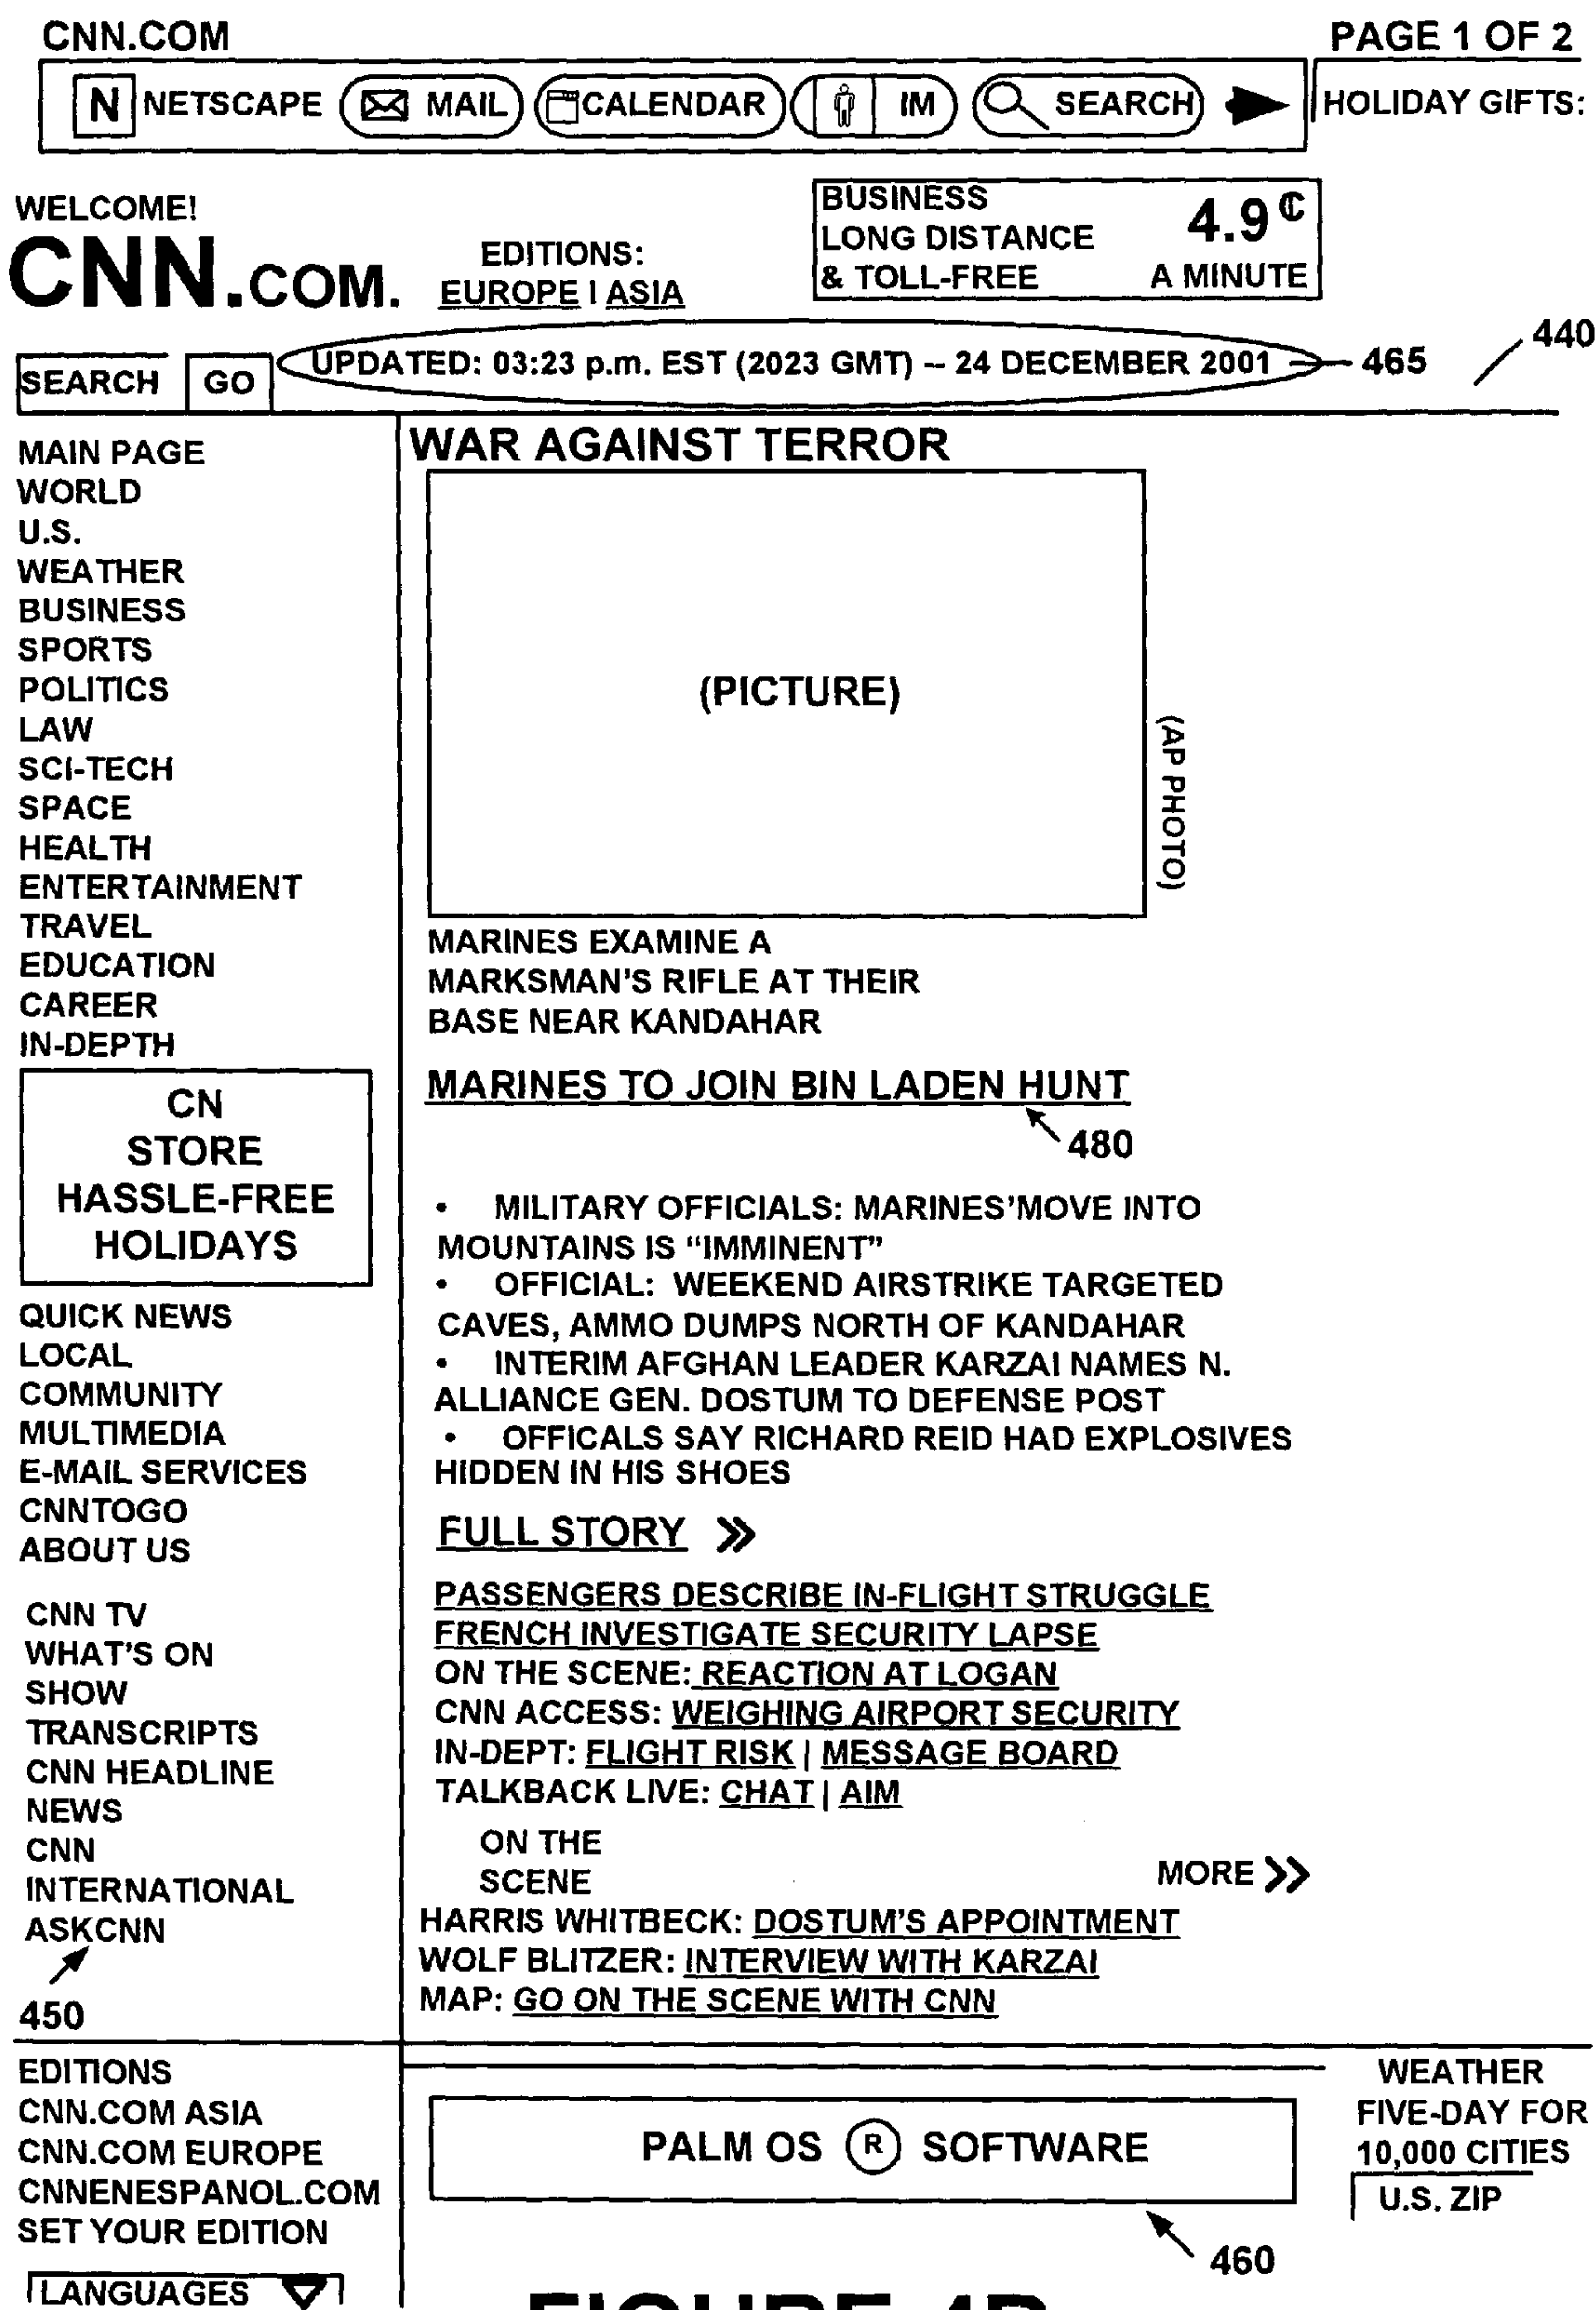 CNN.COM PAGE 1 OF 2
N NETSCAPE MAIL CALENDAR IM SEARCH HOLIDAY GIFTS:
WELCOME!
CNN.COM.
EDITIONS:
EUROPE | ASIA
BUSINESS
LONG DISTANCE
& TOLL-FREE
4.9 ¢
A MINUTE
440
SEARCH GO
UPDATED: 03:23 p.m. EST (2023 GMT) -- 24 DECEMBER 2001 465
MAIN PAGE
WORLD
U.S.
WEATHER
BUSINESS
SPORTS
POLITICS
LAW
SCI-TECH
SPACE
HEALTH
ENTERTAINMENT
TRAVEL
EDUCATION
CAREER
IN-DEPTH
CN
STORE
HASSLE-FREE
HOLIDAYS
QUICK NEWS
LOCAL
COMMUNITY
MULTIMEDIA
E-MAIL SERVICES
CNNTOGO
ABOUT US
CNN TV
WHAT'S ON
SHOW
TRANSCRIPTS
CNN HEADLINE
NEWS
CNN
INTERNATIONAL
ASKCNN
450
EDITIONS
CNN.COM ASIA
CNN.COM EUROPE
CNNENESPANOL.COM
SET YOUR EDITION
LANGUAGES
WAR AGAINST TERROR
(PICTURE)
(AP PHOTO)
MARINES EXAMINE A
MARKSMAN'S RIFLE AT THEIR
BASE NEAR KANDAHAR
MARINES TO JOIN BIN LADEN HUNT
480
• MILITARY OFFICIALS: MARINES'MOVE INTO
MOUNTAINS IS "IMMINENT"
• OFFICIAL: WEEKEND AIRSTRIKE TARGETED
CAVES, AMMO DUMPS NORTH OF KANDAHAR
• INTERIM AFGHAN LEADER KARZAI NAMES N.
ALLIANCE GEN. DOSTUM TO DEFENSE POST
• OFFICALS SAY RICHARD REID HAD EXPLOSIVES
HIDDEN IN HIS SHOES
FULL STORY »
PASSENGERS DESCRIBE IN-FLIGHT STRUGGLE
FRENCH INVESTIGATE SECURITY LAPSE
ON THE SCENE: REACTION AT LOGAN
CNN ACCESS: WEIGHING AIRPORT SECURITY
IN-DEPT: FLIGHT RISK | MESSAGE BOARD
TALKBACK LIVE: CHAT | AIM
ON THE
SCENE
MORE »
HARRIS WHITBECK: DOSTUM'S APPOINTMENT
WOLF BLITZER: INTERVIEW WITH KARZAI
MAP: GO ON THE SCENE WITH CNN
PALM OS ® SOFTWARE
460
WEATHER
FIVE-DAY FOR
10,000 CITIES
U.S. ZIP